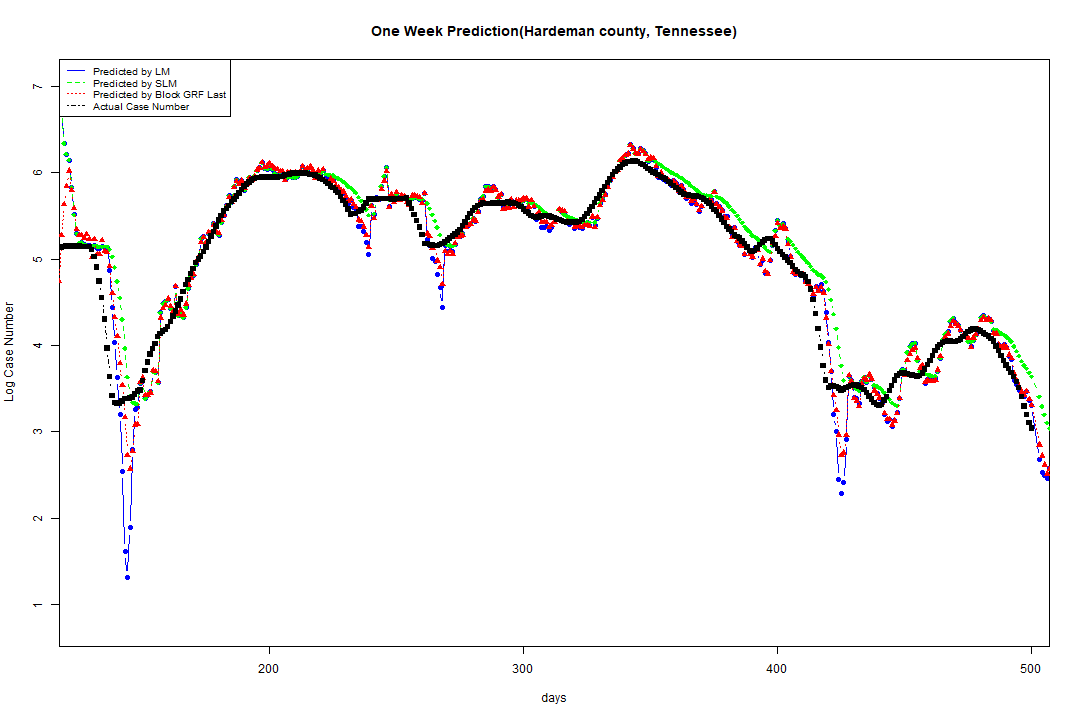 One Week Prediction(Hardeman county, Tennessee)
Predicted by LM
Predicted by SLM
Predicted by Block GRF Last
Actual Case Number
7
6
5
4
3
2
1
Log Case Number
200
300
400
500
days